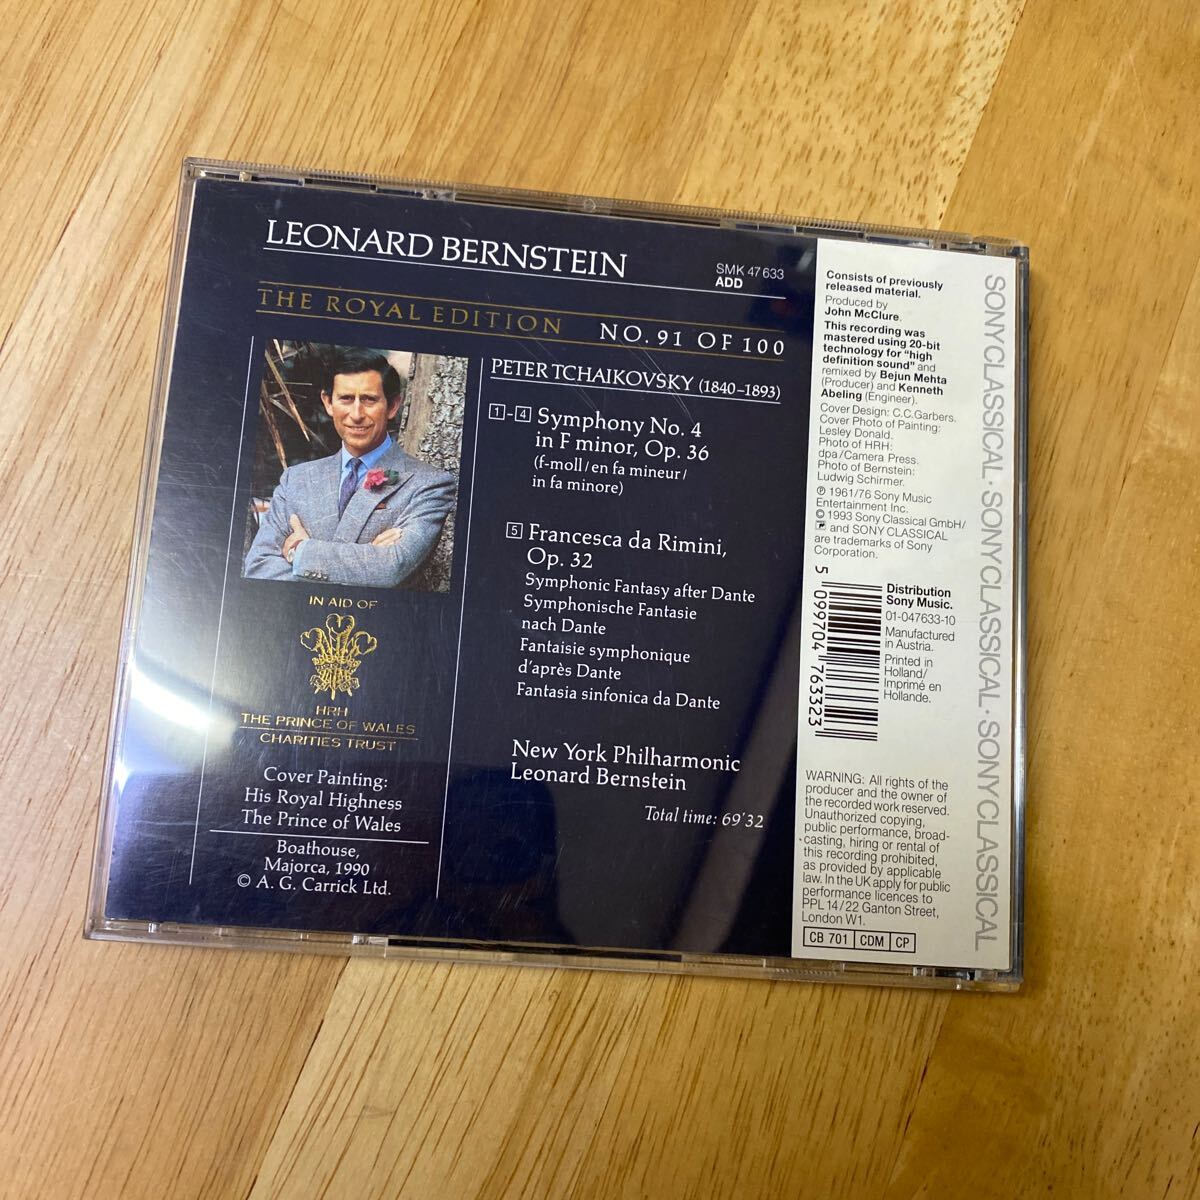 LEONARD BERNSTEIN
SMK 47 633
ADD
THE ROYAL EDITION NO. 91 OF 100
PETER TCHAIKOVSKY (1840–1893)
1-4 Symphony No. 4
in F minor, Op. 36
(f-moll/en fa mineur/
in fa minore)
5 Francesca da Rimini,
Op. 32
Symphonic Fantasy after Dante
Symphonische Fantasie
nach Dante
Fantaisie symphonique
d'après Dante
Fantasia sinfonica da Dante
New York Philharmonic
Leonard Bernstein
Total time: 69'32
IN AID OF
HRH
THE PRINCE OF WALES
CHARITIES TRUST
Cover Painting:
His Royal Highness
The Prince of Wales
Boathouse,
Majorca, 1990
© A. G. Carrick Ltd.
Consists of previously
released material.
Produced by
John McClure.
This recording was
mastered using 20-bit
technology for "high
definition sound" and
remixed by Bejun Mehta
(Producer) and Kenneth
Abeling (Engineer).
Cover Design: C.C.Garbers.
Cover Photo of Painting:
Lesley Donald.
Photo of HRH:
dpa/Camera Press.
Photo of Bernstein:
Ludwig Schirmer.
℗ 1961/76 Sony Music
Entertainment Inc.
© 1993 Sony Classical GmbH/
and SONY CLASSICAL
are trademarks of Sony
Corporation.
5 099704 763323
Distribution
Sony Music.
01-047633-10
Manufactured
in Austria.
Printed in
Holland/
Imprimé en
Hollande.
WARNING: All rights of the
producer and the owner of
the recorded work reserved.
Unauthorized copying,
public performance, broad-
casting, hiring or rental of
this recording prohibited,
as provided by applicable
law. In the UK apply for public
performance licences to
PPL 14/22 Ganton Street,
London W1.
CB 701 CDM CP
SONY CLASSICAL · SONY CLASSICAL · SONY CLASSICAL